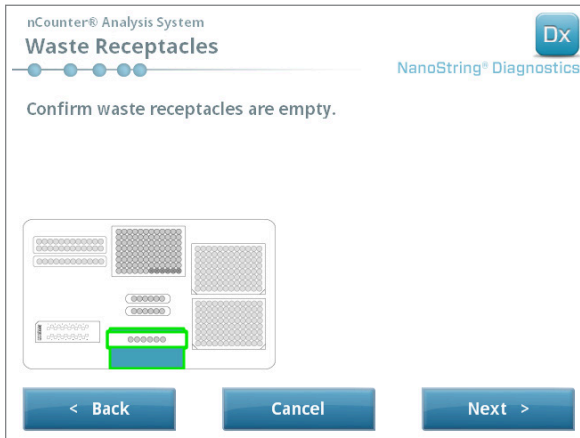 nCounter® Analysis System
Waste Receptacles
Dx
NanoString® Diagnostics
Confirm waste receptacles are empty.
< Back
Cancel
Next >